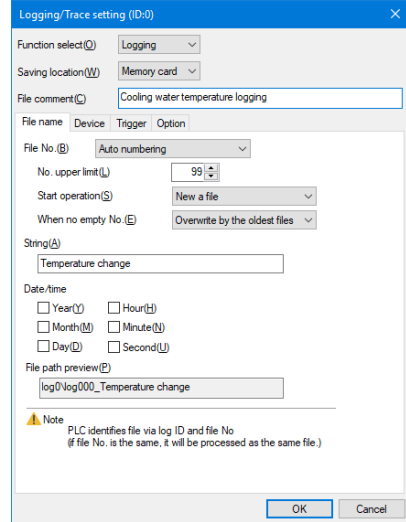 Logging/Trace setting (ID:0)
Function select(O) Logging
Saving location(W) Memory card
File comment(C) Cooling water temperature logging
File name Device Trigger Option
File No.(B) Auto numbering
No. upper limit(L) 99
Start operation(S) New a file
When no empty No.(E) Overwrite by the oldest files
String(A)
Temperature change
Date/time
Year(Y) Hour(H)
Month(M) Minute(N)
Day(D) Second(U)
File path preview(P)
log0\log000_Temperature change
Note
PLC identifies file via log ID and file No
(if file No. is the same, it will be processed as the same file.)
OK Cancel